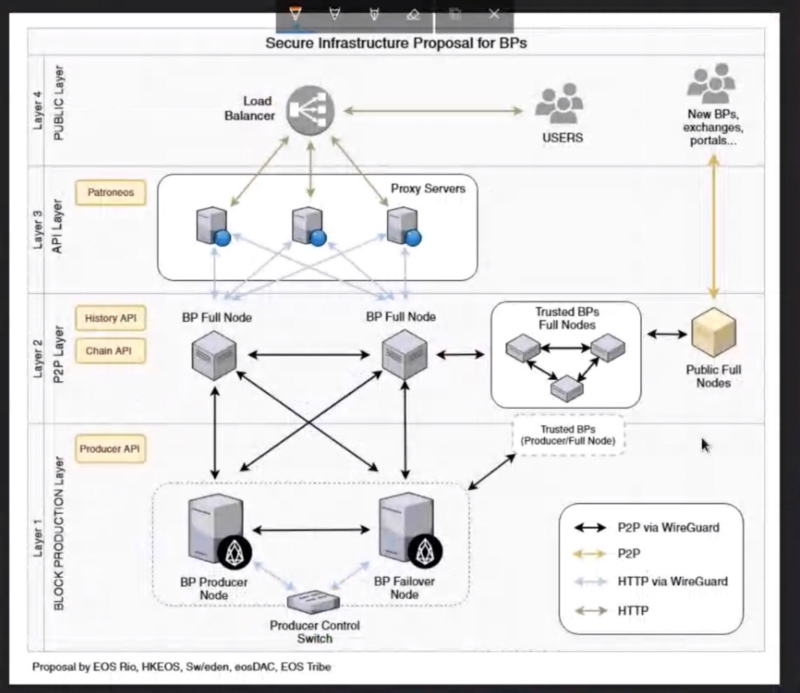 Secure Infrastructure Proposal for BPs
Layer 4
PUBLIC Layer
Load
Balancer
USERS
New BPs,
exchanges,
portals...
Layer 3
API Layer
Patroneos
Proxy Servers
Layer 2
P2P Layer
History API
Chain API
BP Full Node
BP Full Node
Trusted BPs
Full Nodes
Public Full
Nodes
Layer 1
BLOCK PRODUCTION Layer
Producer API
Trusted BPs
(Producer/Full Node)
BP Producer
Node
BP Failover
Node
Producer Control
Switch
P2P via WireGuard
P2P
HTTP via WireGuard
HTTP
Proposal by EOS Rio, HKEOS, Sw/eden, eosDAC, EOS Tribe